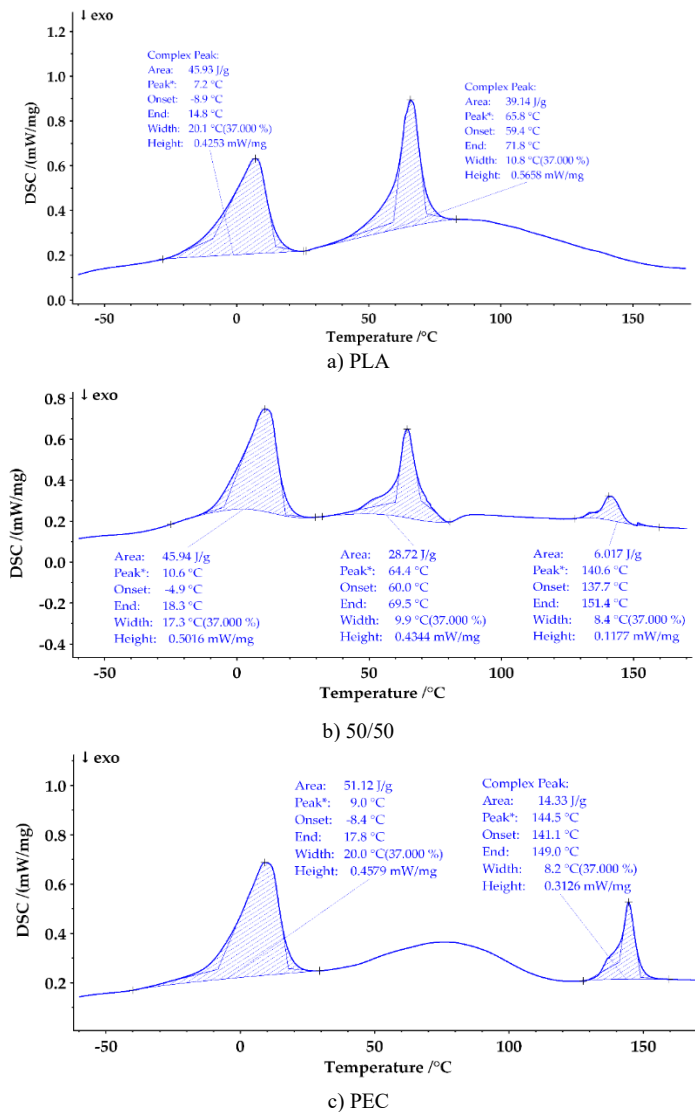 ↓ exo
1.2
1.0
0.8
0.6
0.4
0.2
0.0
DSC /(mW/mg)
Complex Peak:
Area: 45.93 J/g
Peak*: 7.2 °C
Onset: -8.9 °C
End: 14.8 °C
Width: 20.1 °C(37.000 %)
Height: 0.4253 mW/mg
Complex Peak:
Area: 39.14 J/g
Peak*: 65.8 °C
Onset: 59.4 °C
End: 71.8 °C
Width: 10.8 °C(37.000 %)
Height: 0.5658 mW/mg
-50 0 50 100 150
Temperature /°C
a) PLA
↓ exo
0.8
0.6
0.4
0.2
0.0
-0.2
-0.4
DSC /(mW/mg)
Area: 45.94 J/g
Peak*: 10.6 °C
Onset: -4.9 °C
End: 18.3 °C
Width: 17.3 °C(37.000 %)
Height: 0.5016 mW/mg
Area: 28.72 J/g
Peak*: 64.4 °C
Onset: 60.0 °C
End: 69.5 °C
Width: 9.9 °C(37.000 %)
Height: 0.4344 mW/mg
Area: 6.017 J/g
Peak*: 140.6 °C
Onset: 137.7 °C
End: 151.4 °C
Width: 8.4 °C(37.000 %)
Height: 0.1177 mW/mg
-50 0 50 100 150
Temperature /°C
b) 50/50
↓ exo
1.0
0.8
0.6
0.4
0.2
DSC /(mW/mg)
Area: 51.12 J/g
Peak*: 9.0 °C
Onset: -8.4 °C
End: 17.8 °C
Width: 20.0 °C(37.000 %)
Height: 0.4579 mW/mg
Complex Peak:
Area: 14.33 J/g
Peak*: 144.5 °C
Onset: 141.1 °C
End: 149.0 °C
Width: 8.2 °C(37.000 %)
Height: 0.3126 mW/mg
-50 0 50 100 150
Temperature /°C
c) PEC